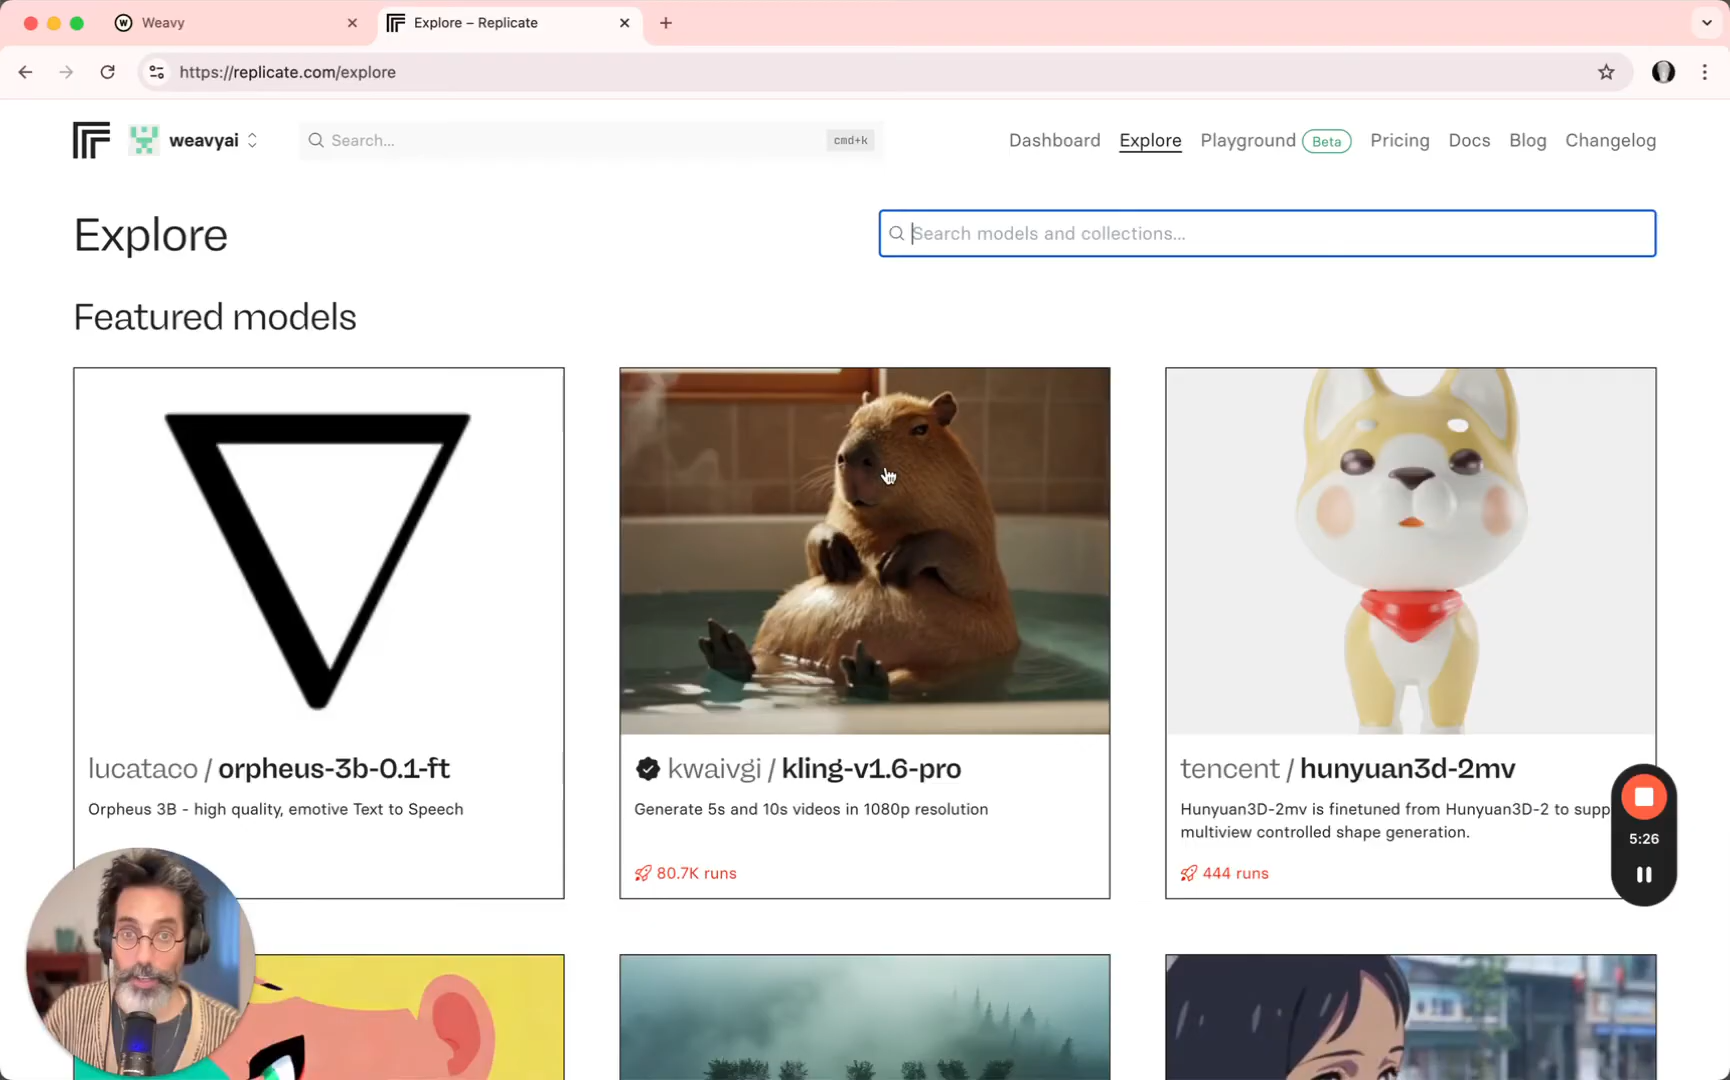 Weavy
Explore – Replicate
https://replicate.com/explore
weavyai
Search...
cmd+k
Dashboard
Explore
Playground
Beta
Pricing
Docs
Blog
Changelog
Explore
Search models and collections...
Featured models
lucataco / orpheus-3b-0.1-ft
Orpheus 3B - high quality, emotive Text to Speech
kwaivgi / kling-v1.6-pro
Generate 5s and 10s videos in 1080p resolution
80.7K runs
tencent / hunyuan3d-2mv
Hunyuan3D-2mv is finetuned from Hunyuan3D-2 to supp
multiview controlled shape generation.
444 runs
5:26